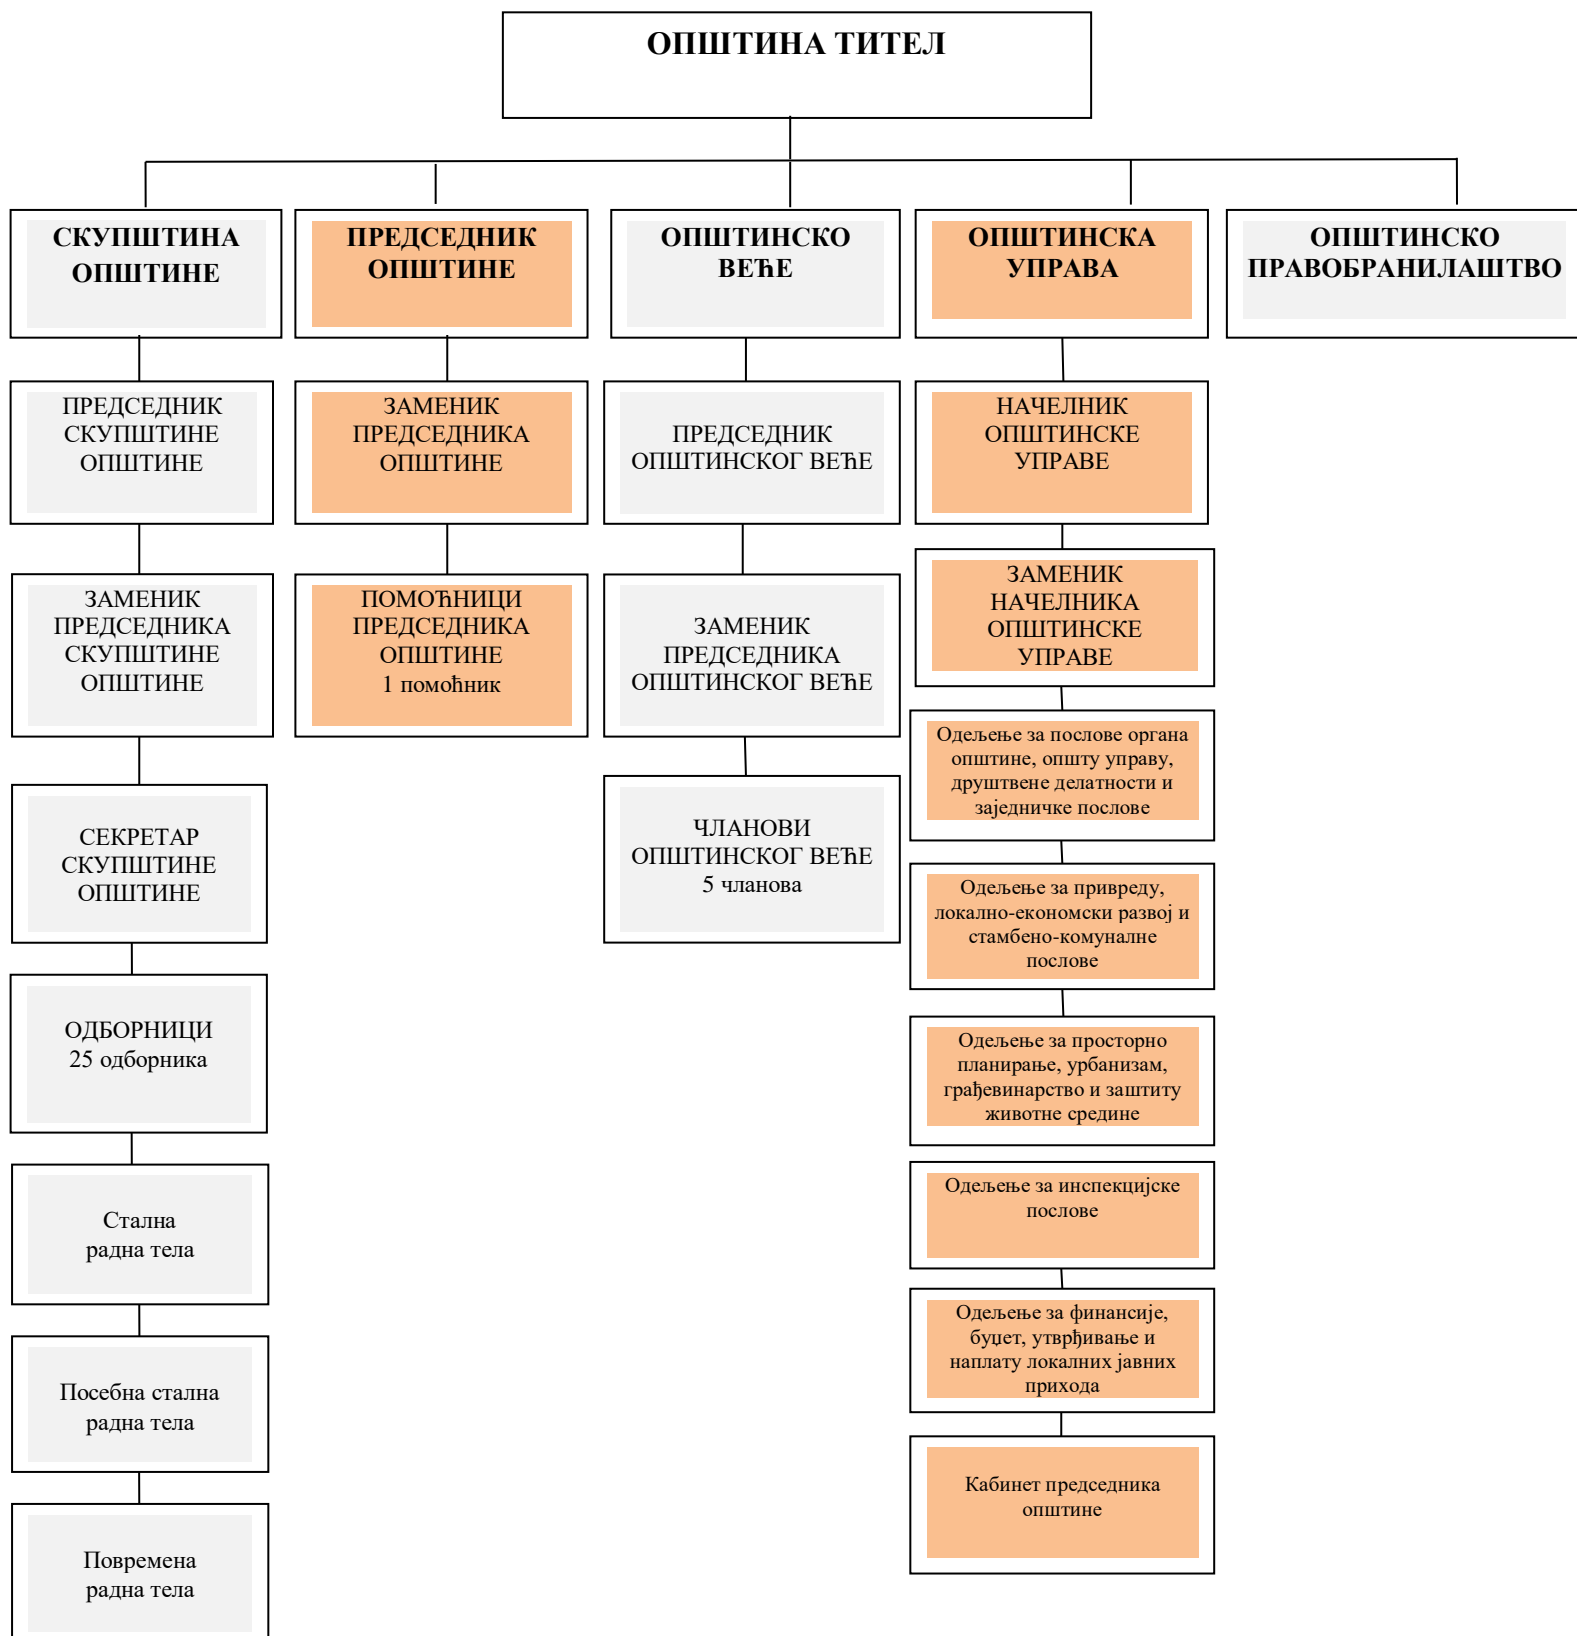 ОПШТИНА ТИТЕЛ
СКУПШТИНА
ОПШТИНЕ
ПРЕДСЕДНИК
СКУПШТИНЕ
ОПШТИНЕ
ЗАМЕНИК
ПРЕДСЕДНИКА
СКУПШТИНЕ
ОПШТИНЕ
СЕКРЕТАР
СКУПШТИНЕ
ОПШТИНЕ
ОДБОРНИЦИ
25 одборника
Стална
радна тела
Посебна стална
радна тела
Повремена
радна тела
ПРЕДСЕДНИК
ОПШТИНЕ
ЗАМЕНИК
ПРЕДСЕДНИКА
ОПШТИНЕ
ПОМОЋНИЦИ
ПРЕДСЕДНИКА
ОПШТИНЕ
1 помоћник
ОПШТИНСКО
ВЕЋЕ
ПРЕДСЕДНИК
ОПШТИНСКОГ ВЕЋЕ
ЗАМЕНИК
ПРЕДСЕДНИКА
ОПШТИНСКОГ ВЕЋЕ
ЧЛАНОВИ
ОПШТИНСКОГ ВЕЋЕ
5 чланова
ОПШТИНСКА
УПРАВА
НАЧЕЛНИК
ОПШТИНСКЕ
УПРАВЕ
ЗАМЕНИК
НАЧЕЛНИКА
ОПШТИНСКЕ
УПРАВЕ
Одељење за послове органа
општине, општу управу,
друштвене делатности и
заједничке послове
Одељење за привреду,
локално-економски развој и
стамбено-комуналне
послове
Одељење за просторно
планирање, урбанизам,
грађевинарство и заштиту
животне средине
Одељење за инспекцијске
послове
Одељење за финансије,
буџет, утврђивање и
наплату локалних јавних
прихода
Кабинет председника
општине
ОПШТИНСКО
ПРАВОБРАНИЛАШТВО